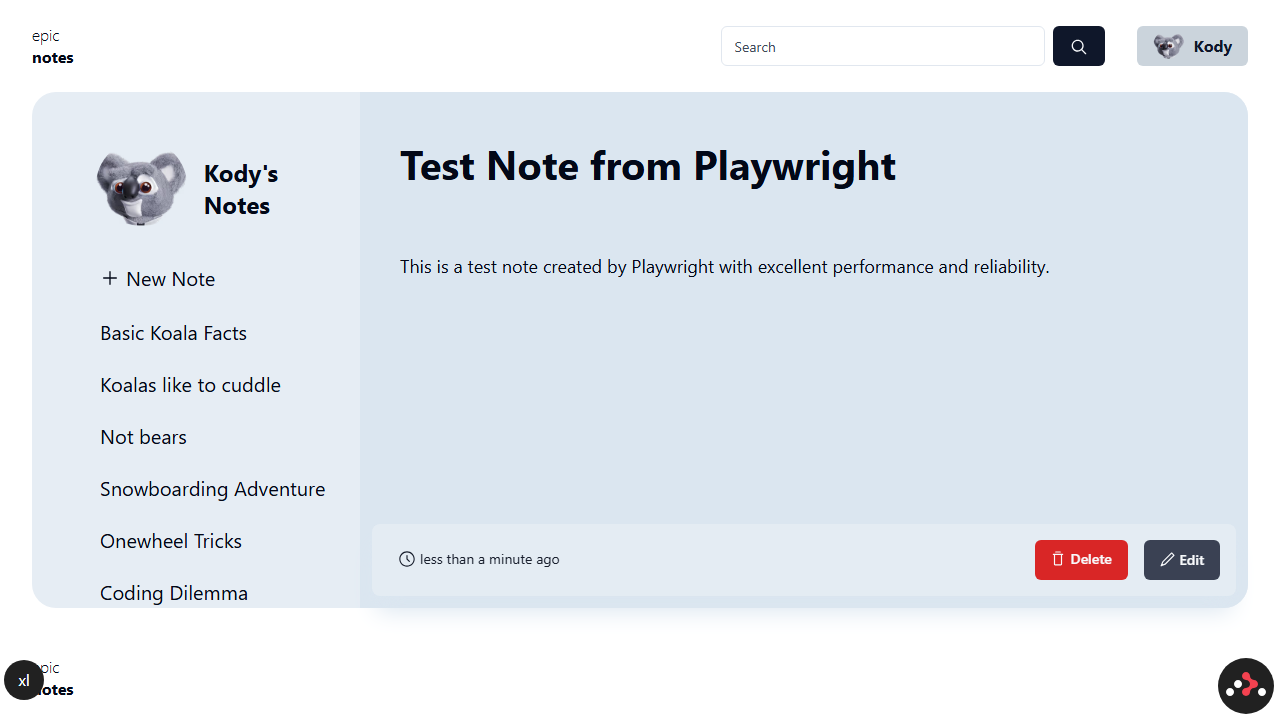 epic
notes
Search
Kody
Kody's
Notes
New Note
Basic Koala Facts
Koalas like to cuddle
Not bears
Snowboarding Adventure
Onewheel Tricks
Coding Dilemma
Test Note from Playwright
This is a test note created by Playwright with excellent performance and reliability.
less than a minute ago
Delete
Edit
epic
notes
xl